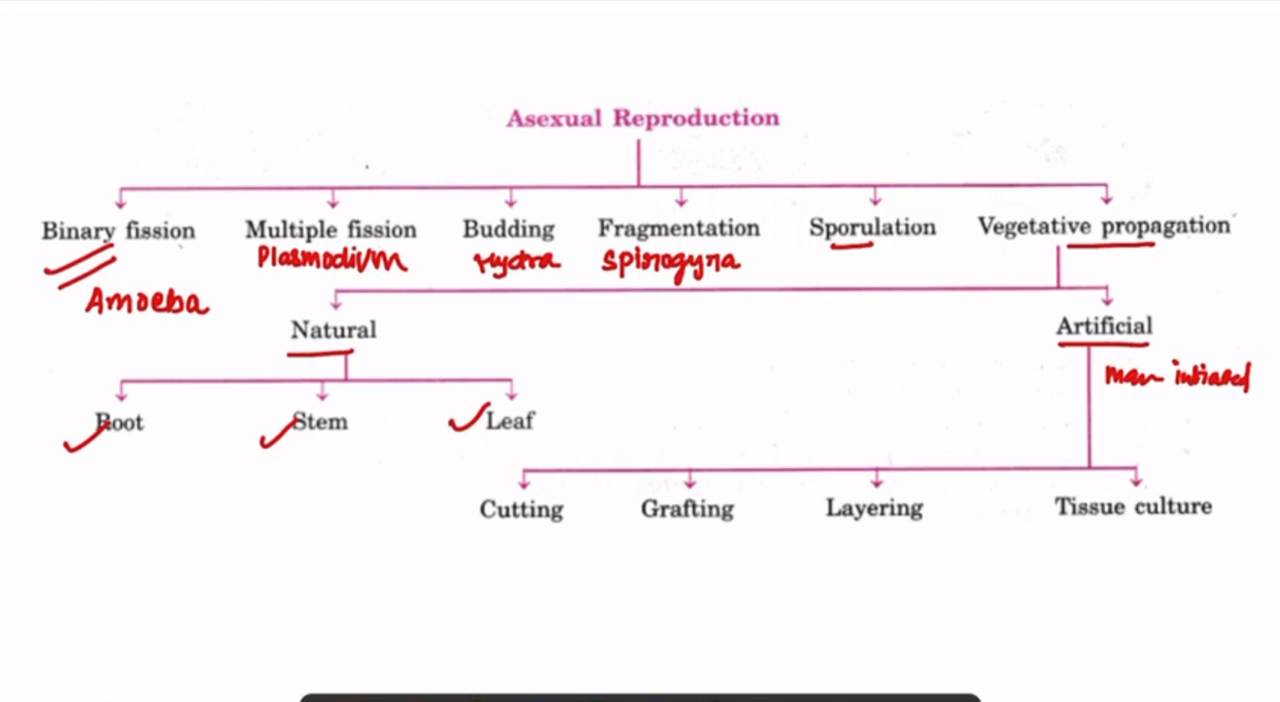 Asexual Reproduction
Binary fission Multiple fission Budding Fragmentation Sporulation Vegetative propagation
Plasmodium Hydra Spirogyra
Amoeba
Natural Artificial
man
Root Stem Leaf
Cutting Grafting Layering Tissue culture